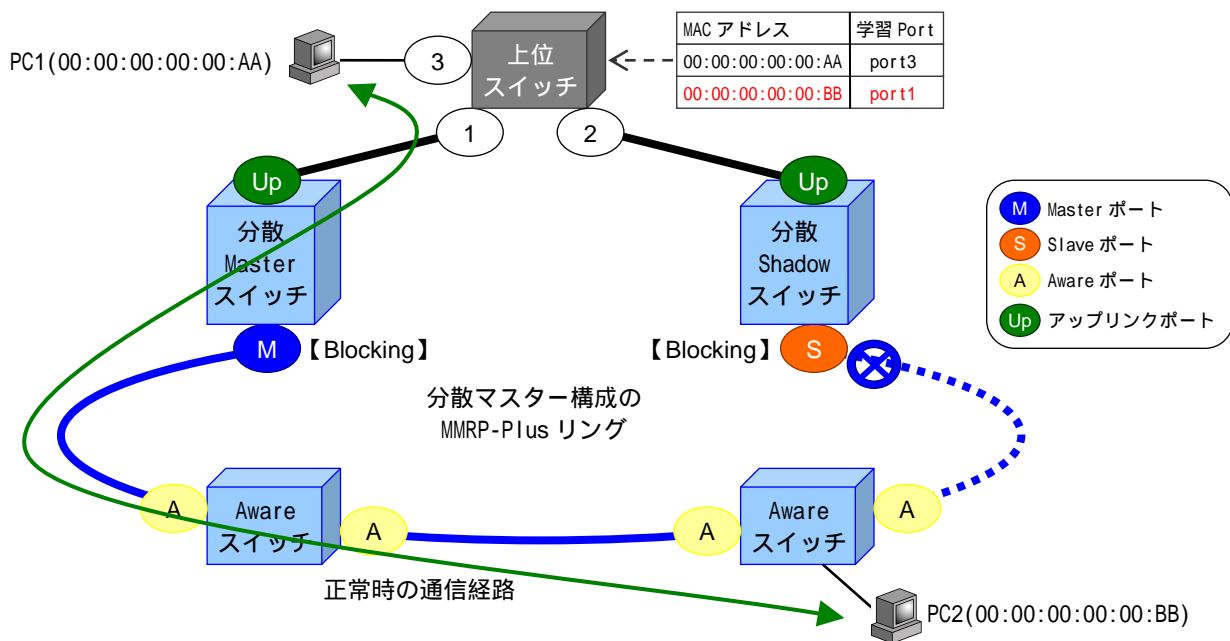 PC1(00:00:00:00:00:AA)
3
上位
スイッチ
MAC アドレス 学習 Port
00:00:00:00:00:AA port3
00:00:00:00:00:BB port1
1
2
Up
Up
分散
Master
スイッチ
分散
Shadow
スイッチ
M Master ポート
S Slave ポート
A Aware ポート
Up アップリンクポート
M
【Blocking】
【Blocking】
S
分散マスター構成の
MMRP-Plus リング
A
Aware
スイッチ
A
A
Aware
スイッチ
A
正常時の通信経路
PC2(00:00:00:00:00:BB)